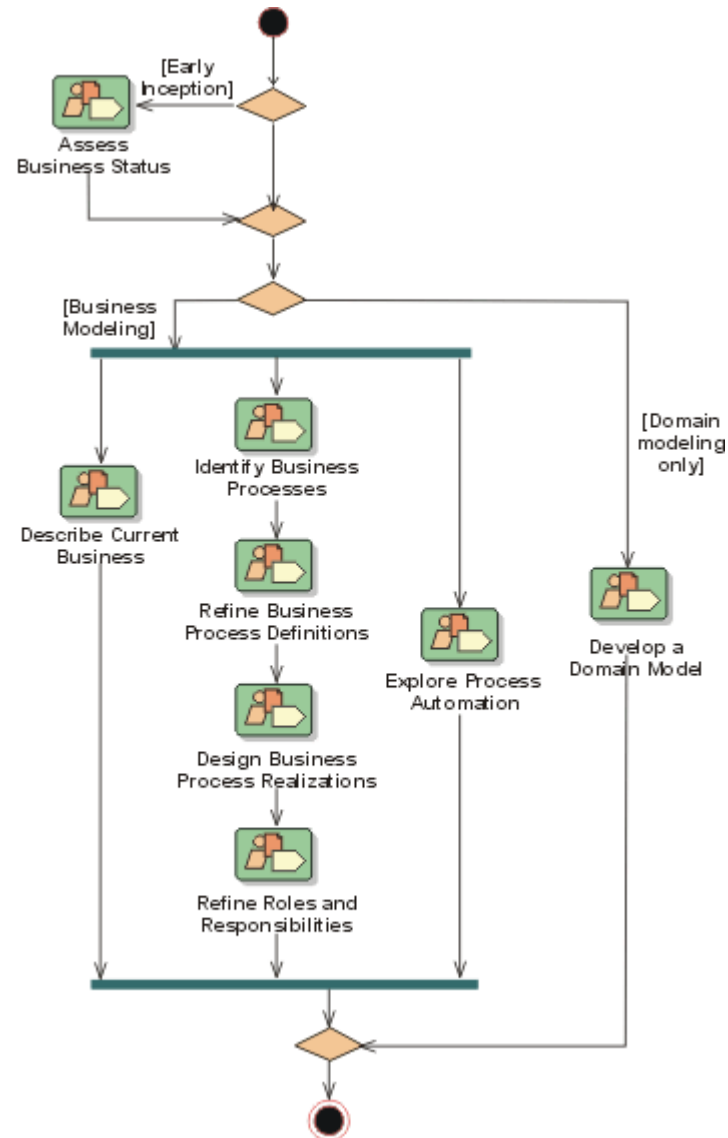 [Early
Inception]
Assess
Business Status
[Business
Modeling]
[Domain
modeling
only]
Identify Business
Processes
Describe Current
Business
Refine Business
Process Definitions
Develop a
Domain Model
Explore Process
Automation
Design Business
Process Realizations
Refine Roles and
Responsibilities